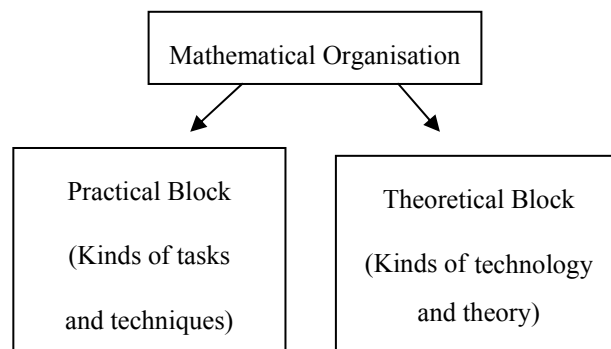 Mathematical Organisation
Practical Block
(Kinds of tasks
and techniques)
Theoretical Block
(Kinds of technology
and theory)